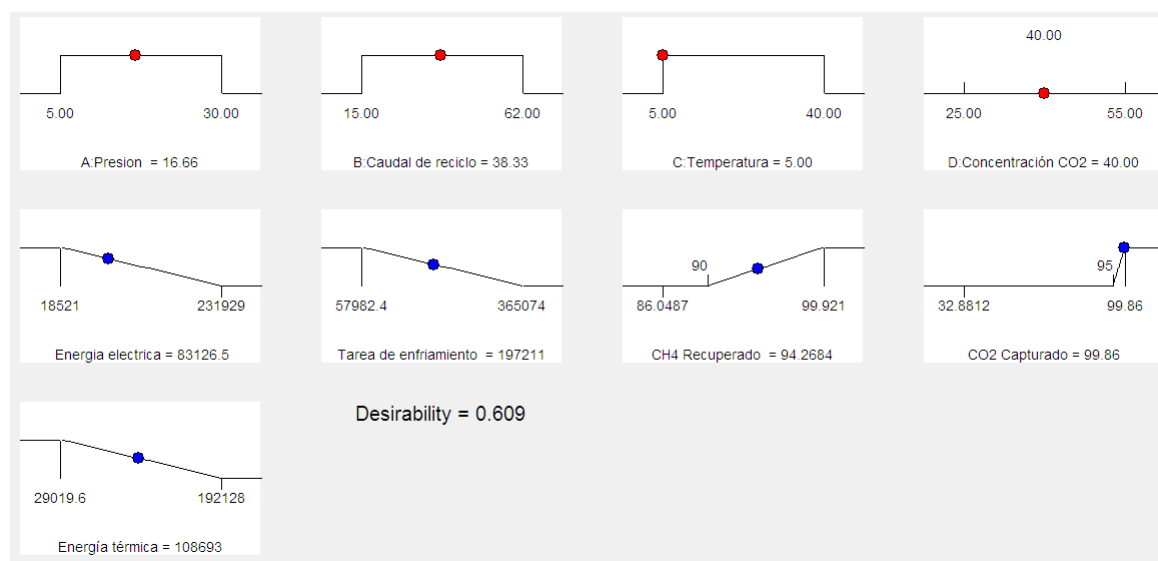 5.00 30.00
A:Presion = 16.66
15.00 62.00
B:Caudal de reciclo = 38.33
5.00 40.00
C:Temperatura = 5.00
40.00
25.00 55.00
D:Concentración CO2 = 40.00
18521 231929
Energia electrica = 83126.5
57982.4 365074
Tarea de enfriamiento = 197211
90
86.0487 99.921
CH4 Recuperado = 94.2684
95
32.8812 99.86
CO2 Capturado = 99.86
29019.6 192128
Energía térmica = 108693
Desirability = 0.609